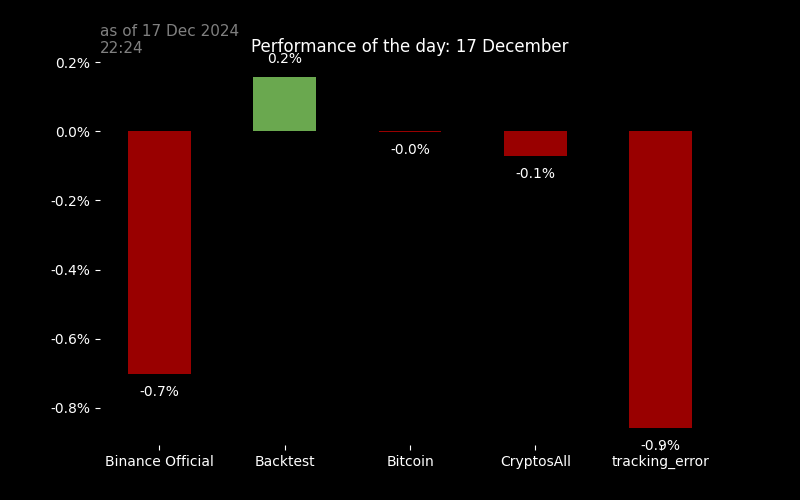 as of 17 Dec 2024
22:24
Performance of the day: 17 December
0.2%
0.2%
0.0%
-0.0%
-0.1%
-0.2%
-0.4%
-0.6%
-0.7%
-0.8%
-0.9%
Binance Official
Backtest
Bitcoin
CryptosAll
tracking_error